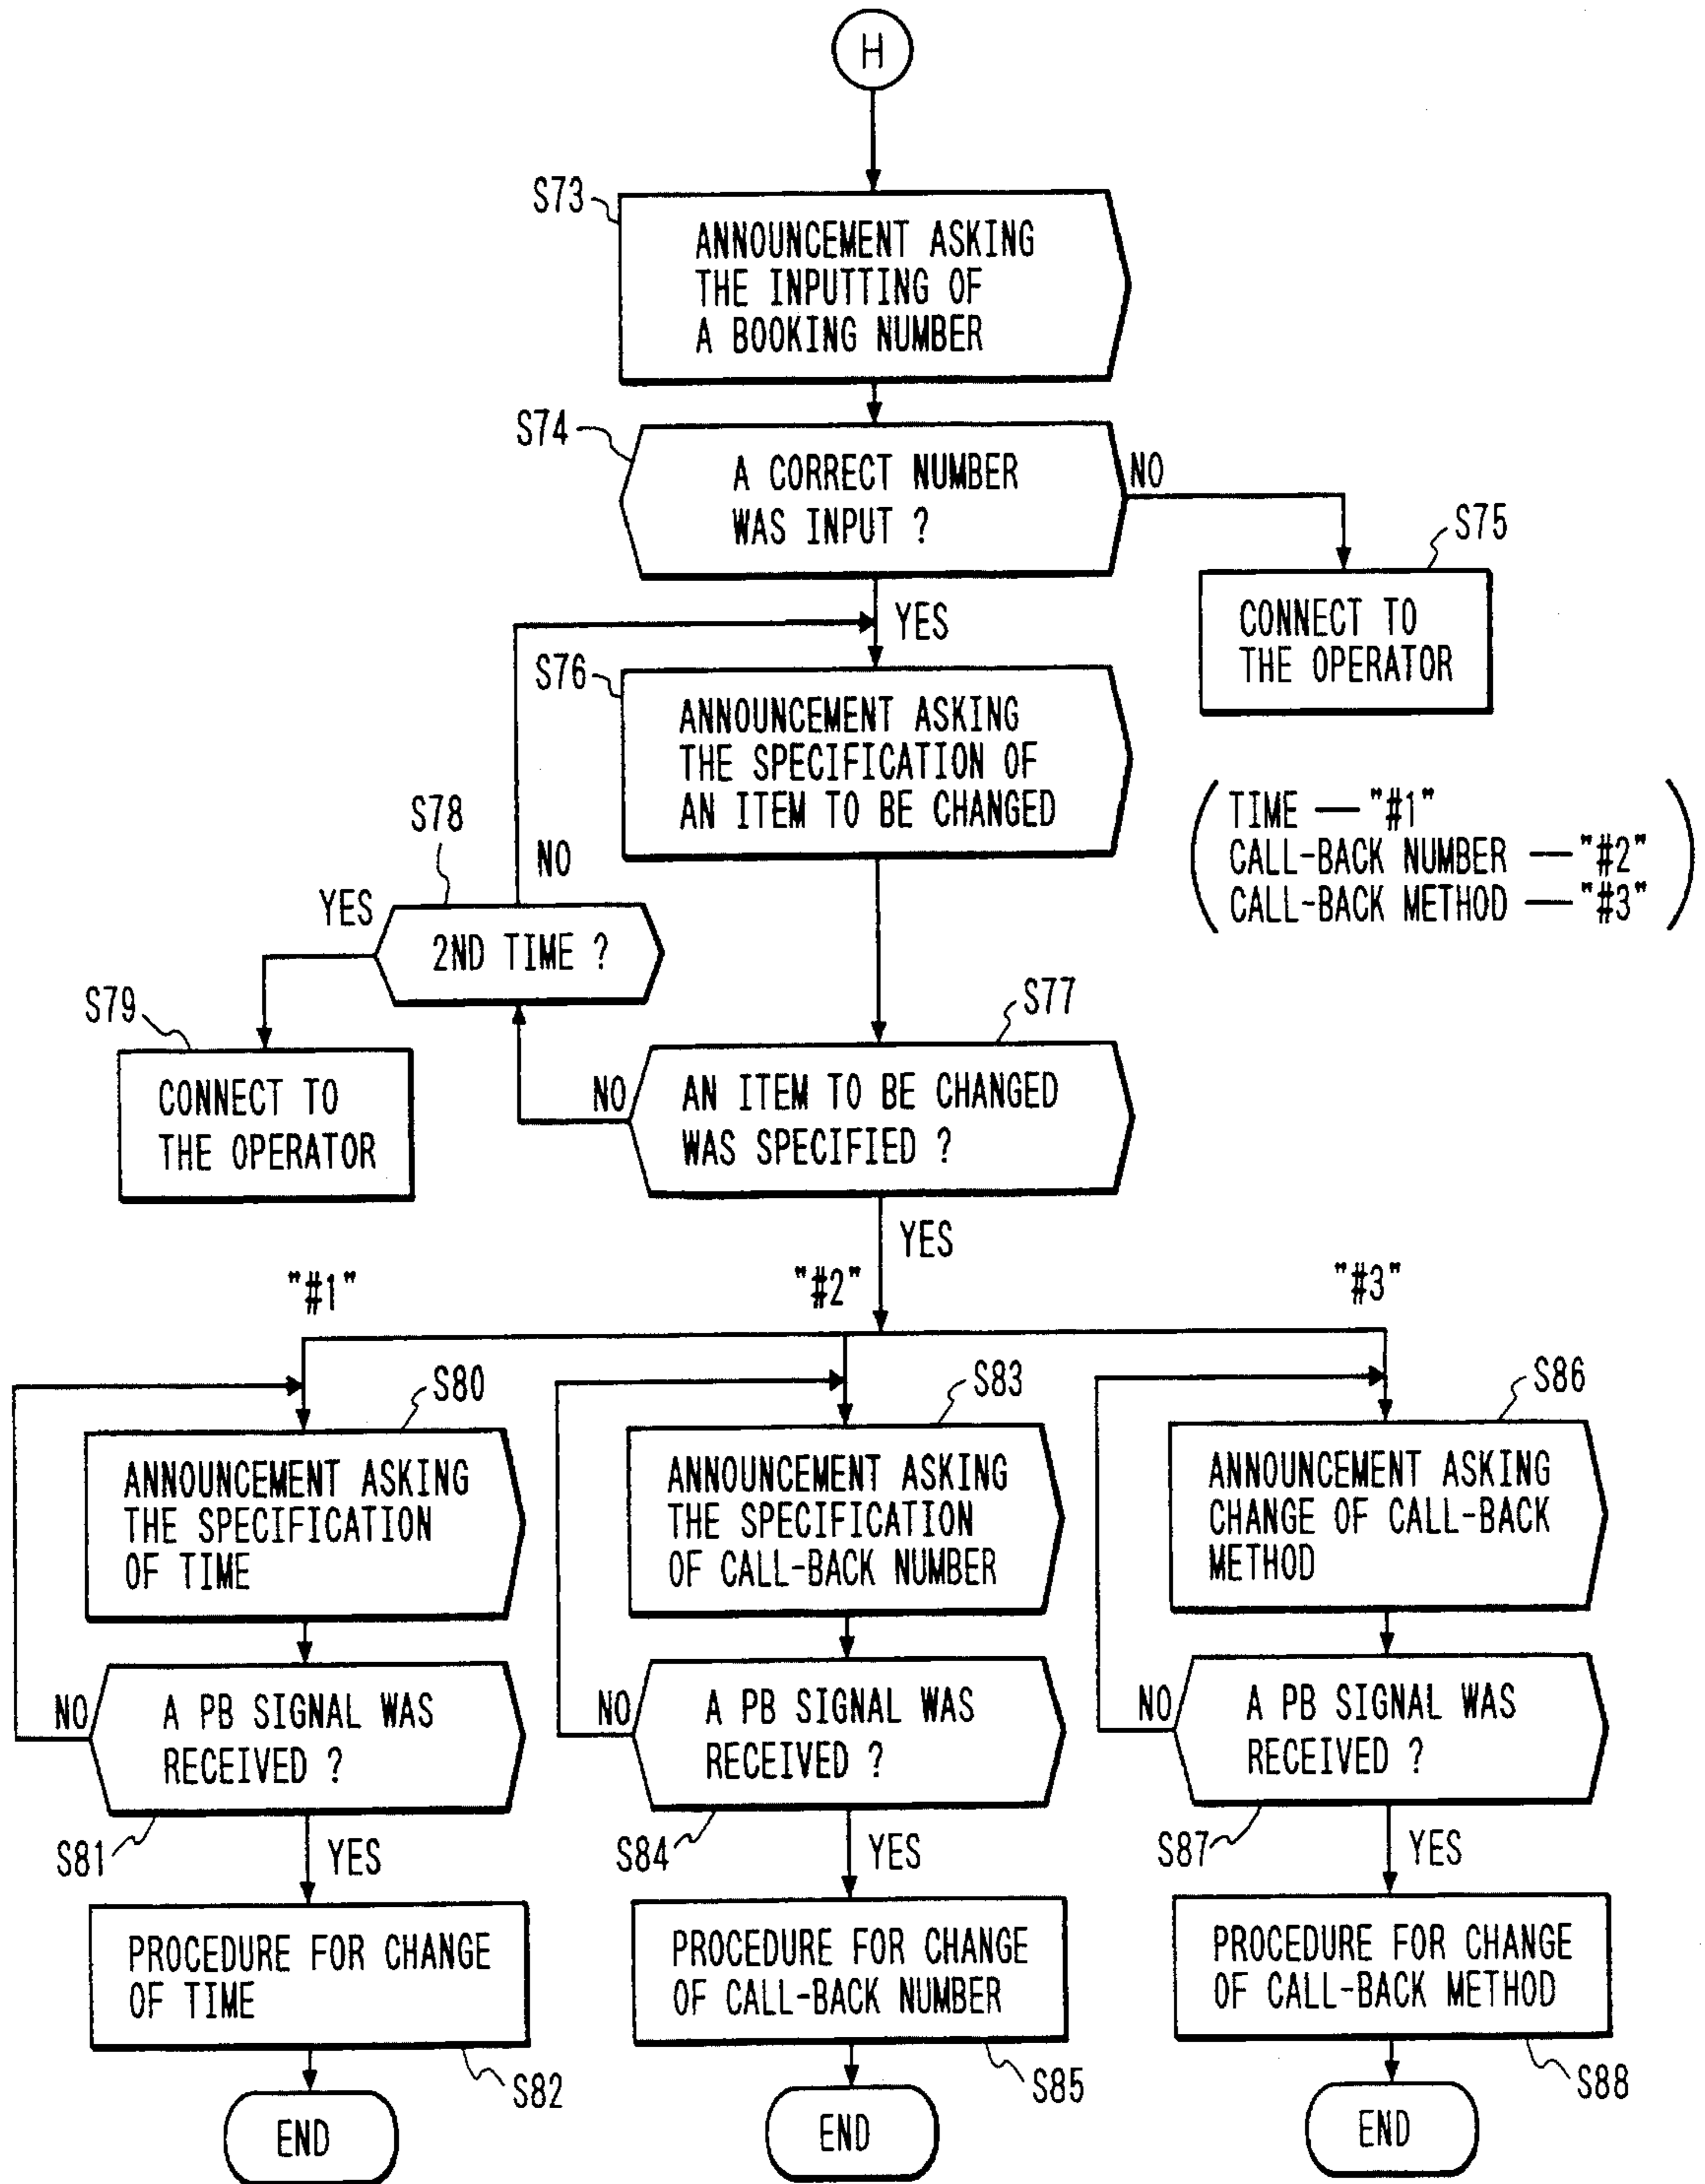 H
S73
ANNOUNCEMENT ASKING
THE INPUTTING OF
A BOOKING NUMBER
S74
A CORRECT NUMBER
WAS INPUT ?
NO
S75
CONNECT TO
THE OPERATOR
YES
S76
ANNOUNCEMENT ASKING
THE SPECIFICATION OF
AN ITEM TO BE CHANGED
TIME — "#1"
CALL-BACK NUMBER — "#2"
CALL-BACK METHOD — "#3"
S78
NO
YES
2ND TIME ?
S79
CONNECT TO
THE OPERATOR
S77
NO
AN ITEM TO BE CHANGED
WAS SPECIFIED ?
YES
"#1"
"#2"
"#3"
S80
ANNOUNCEMENT ASKING
THE SPECIFICATION
OF TIME
S83
ANNOUNCEMENT ASKING
THE SPECIFICATION
OF CALL-BACK NUMBER
S86
ANNOUNCEMENT ASKING
CHANGE OF CALL-BACK
METHOD
NO
A PB SIGNAL WAS
RECEIVED ?
S81
YES
NO
A PB SIGNAL WAS
RECEIVED ?
S84
YES
NO
A PB SIGNAL WAS
RECEIVED ?
S87
YES
PROCEDURE FOR CHANGE
OF TIME
S82
PROCEDURE FOR CHANGE
OF CALL-BACK NUMBER
S85
PROCEDURE FOR CHANGE
OF CALL-BACK METHOD
S88
END
END
END